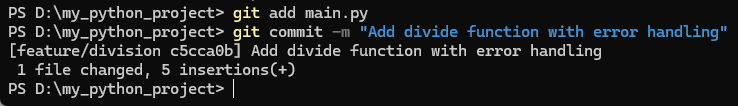 PS D:\my_python_project> git add main.py
PS D:\my_python_project> git commit -m "Add divide function with error handling"
[feature/division c5cca0b] Add divide function with error handling
 1 file changed, 5 insertions(+)
PS D:\my_python_project>